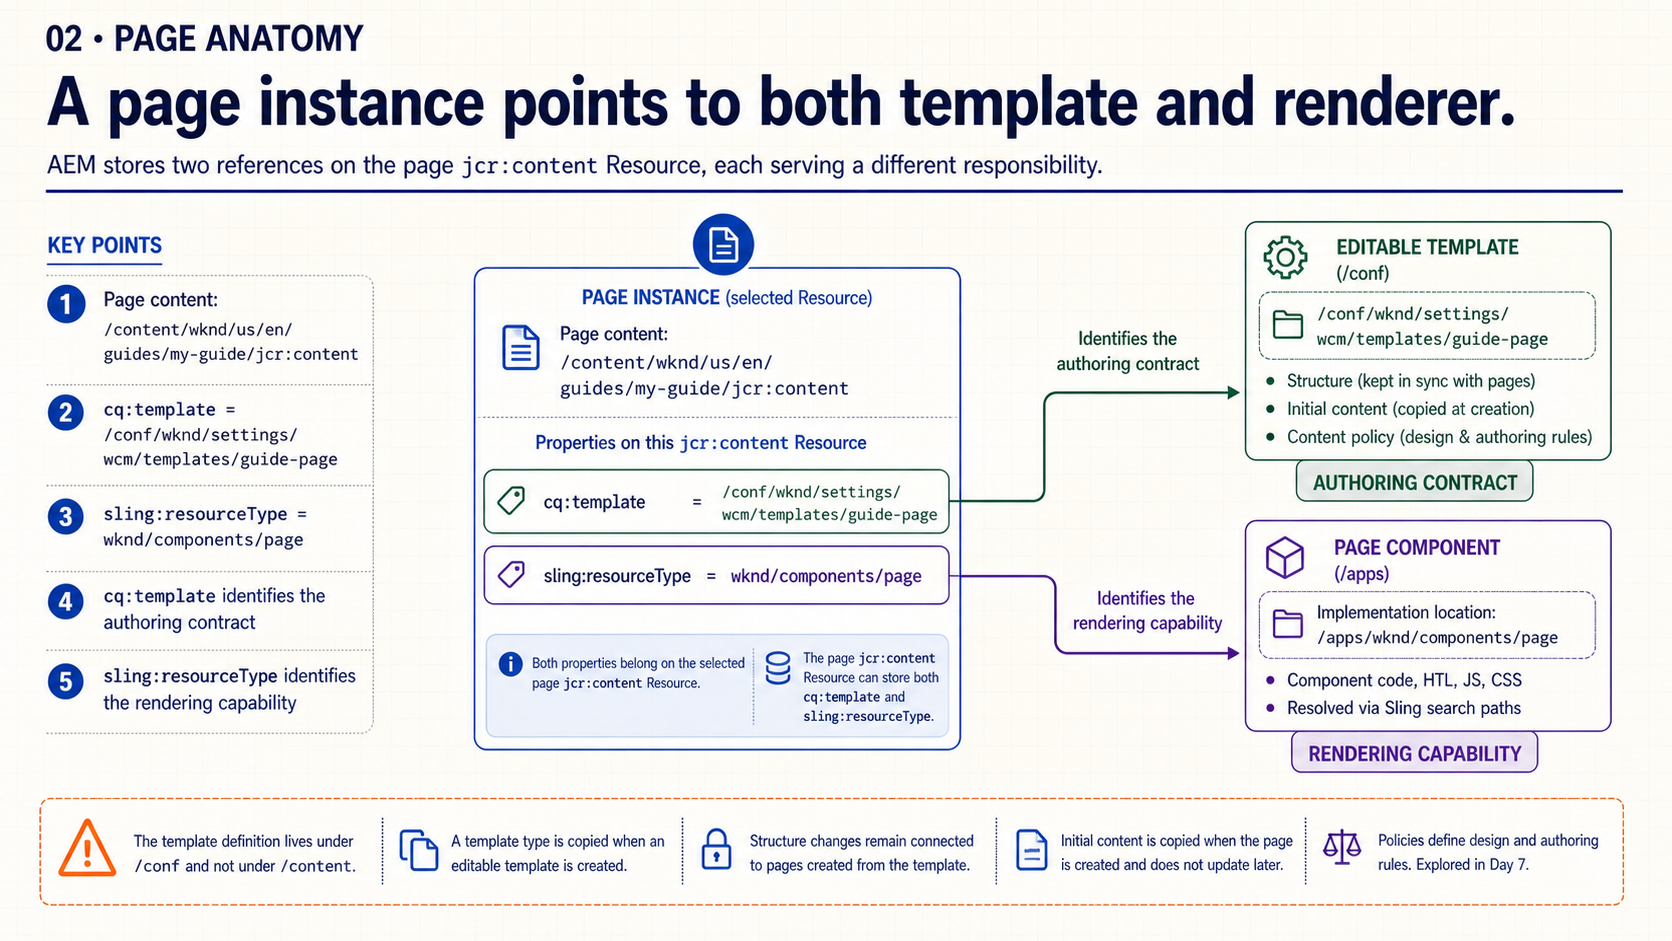 02 • PAGE ANATOMY
A page instance points to both template and renderer.
AEM stores two references on the page jcr:content Resource, each serving a different responsibility.
KEY POINTS
1
Page content:
/content/wknd/us/en/
guides/my-guide/jcr:content
2
cq:template =
/conf/wknd/settings/
wcm/templates/guide-page
3
sling:resourceType =
wknd/components/page
4
cq:template identifies the
authoring contract
5
sling:resourceType identifies
the rendering capability
PAGE INSTANCE (selected Resource)
Page content:
/content/wknd/us/en/
guides/my-guide/jcr:content
Properties on this jcr:content Resource
cq:template = /conf/wknd/settings/
wcm/templates/guide-page
sling:resourceType = wknd/components/page
Both properties belong on the selected
page jcr:content Resource.
The page jcr:content
Resource can store both
cq:template and
sling:resourceType.
Identifies the
authoring contract
Identifies the
rendering capability
EDITABLE TEMPLATE
(/conf)
/conf/wknd/settings/
wcm/templates/guide-page
• Structure (kept in sync with pages)
• Initial content (copied at creation)
• Content policy (design & authoring rules)
AUTHORING CONTRACT
PAGE COMPONENT
(/apps)
Implementation location:
/apps/wknd/components/page
• Component code, HTL, JS, CSS
• Resolved via Sling search paths
RENDERING CAPABILITY
The template definition lives under
/conf and not under /content.
A template type is copied when an
editable template is created.
Structure changes remain connected
to pages created from the template.
Initial content is copied when the page
is created and does not update later.
Policies define design and authoring
rules. Explored in Day 7.